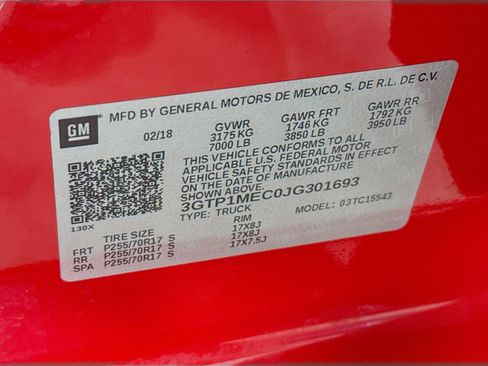 MFD BY GENERAL MOTORS DE MEXICO, S. DE R.L. DE C.V.
GM
02/18 GVWR GAWR FRT GAWR RR
3175 KG 1746 KG 1792 KG
7000 LB 3850 LB 3950 LB
THIS VEHICLE CONFORMS TO ALL
APPLICABLE U.S. FEDERAL MOTOR
VEHICLE SAFETY STANDARDS IN EFFECT
ON THE DATE OF MANUFACTURE
SHOWN ABOVE.
3GTP1MEC0JG301693
TYPE: TRUCK MODEL: 03TC15543
130X
TIRE SIZE RIM
FRT P255/70R17 S 17X8J
RR P255/70R17 S 17X8J
SPA P255/70R17 S 17X7.5J